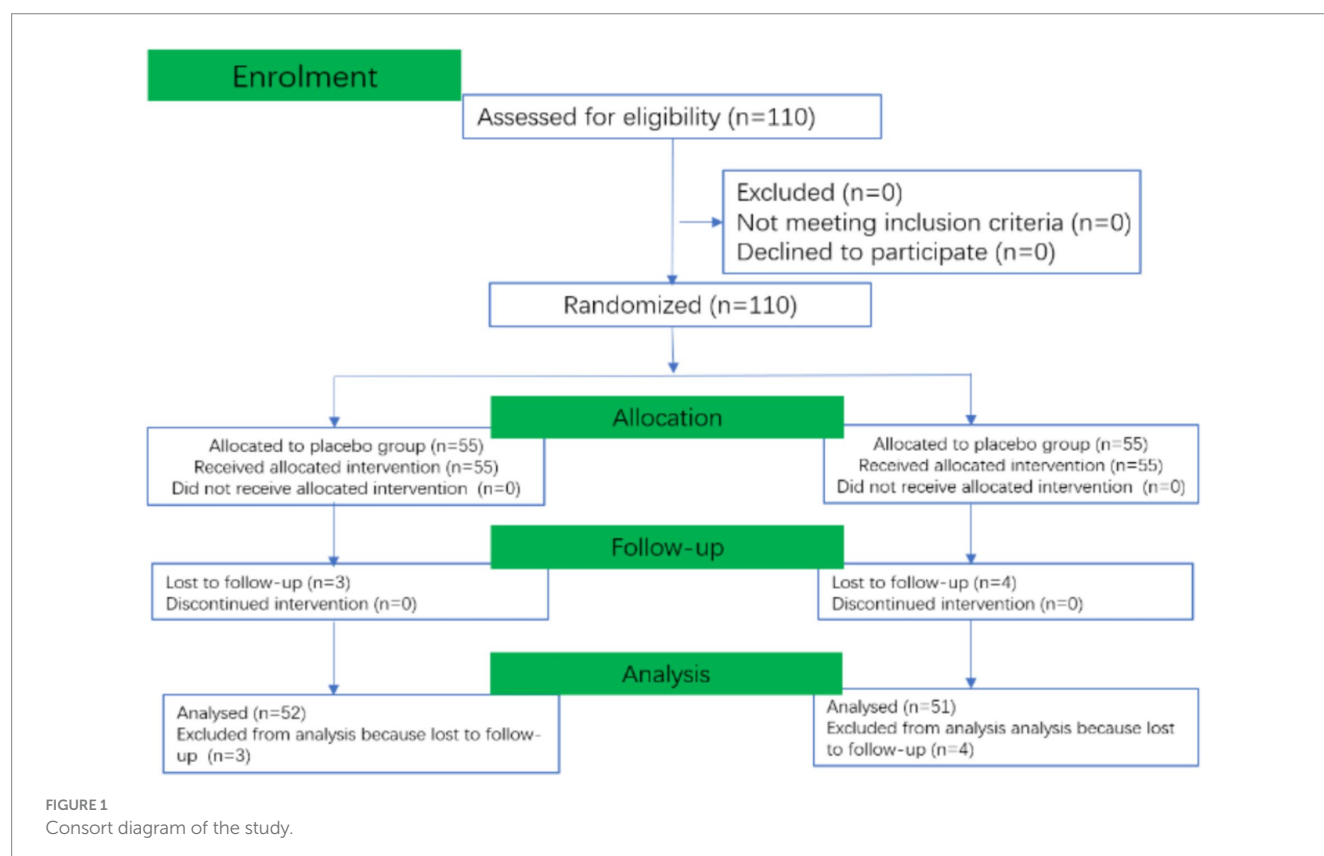 Enrolment
Assessed for eligibility (n=110)
Excluded (n=0)
Not meeting inclusion criteria (n=0)
Declined to participate (n=0)
Randomized (n=110)
Allocation
Allocated to placebo group (n=55)
Received allocated intervention (n=55)
Did not receive allocated intervention (n=0)
Allocated to placebo group (n=55)
Received allocated intervention (n=55)
Did not receive allocated intervention (n=0)
Follow-up
Lost to follow-up (n=3)
Discontinued intervention (n=0)
Lost to follow-up (n=4)
Discontinued intervention (n=0)
Analysis
Analysed (n=52)
Excluded from analysis because lost to follow-
up (n=3)
Analysed (n=51)
Excluded from analysis analysis because lost
to follow-up (n=4)
FIGURE 1
Consort diagram of the study.